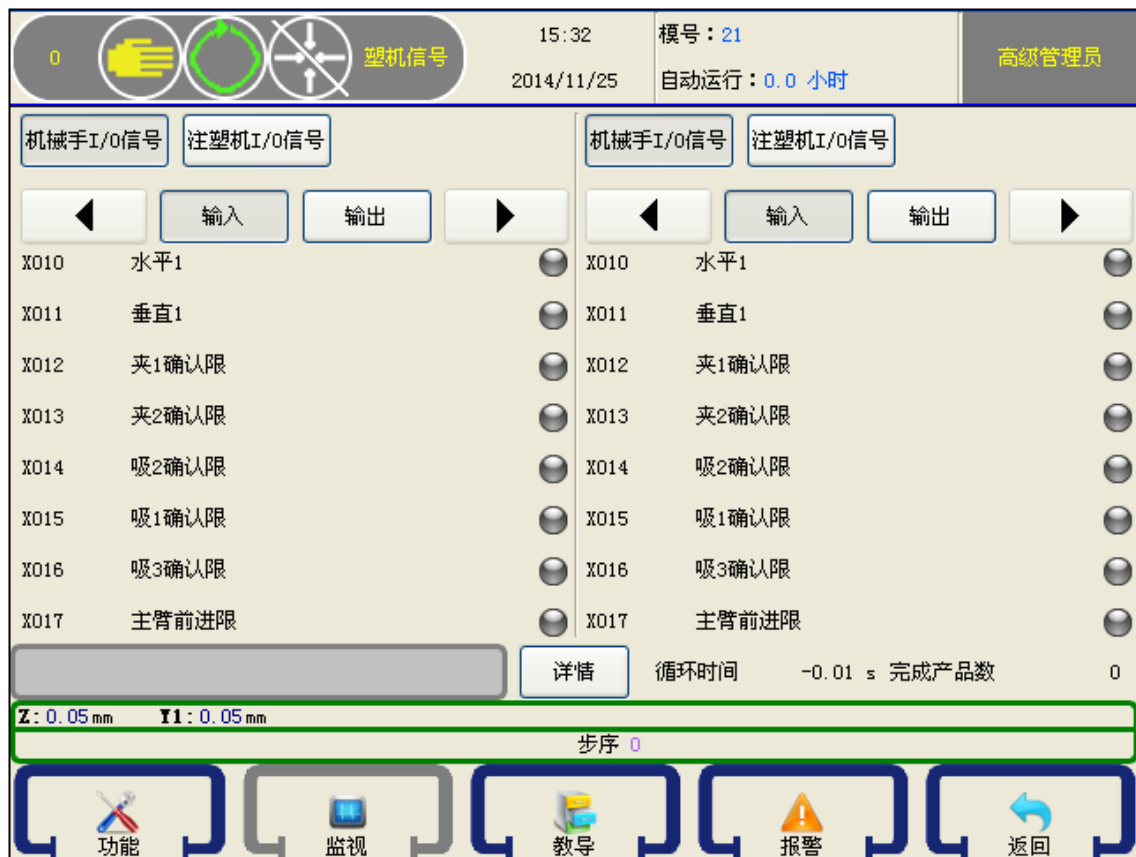 0 塑机信号 15:32 模号：21 高级管理员
2014/11/25 自动运行：0.0 小时
机械手I/O信号 注塑机I/O信号 机械手I/O信号 注塑机I/O信号
输入 输出 输入 输出
X010 水平1 X010 水平1
X011 垂直1 X011 垂直1
X012 夹1确认限 X012 夹1确认限
X013 夹2确认限 X013 夹2确认限
X014 吸2确认限 X014 吸2确认限
X015 吸1确认限 X015 吸1确认限
X016 吸3确认限 X016 吸3确认限
X017 主臂前进限 X017 主臂前进限
详情 循环时间 -0.01 s 完成产品数 0
Z:0.05mm Y1:0.05mm
步序 0
功能 监视 教导 报警 返回